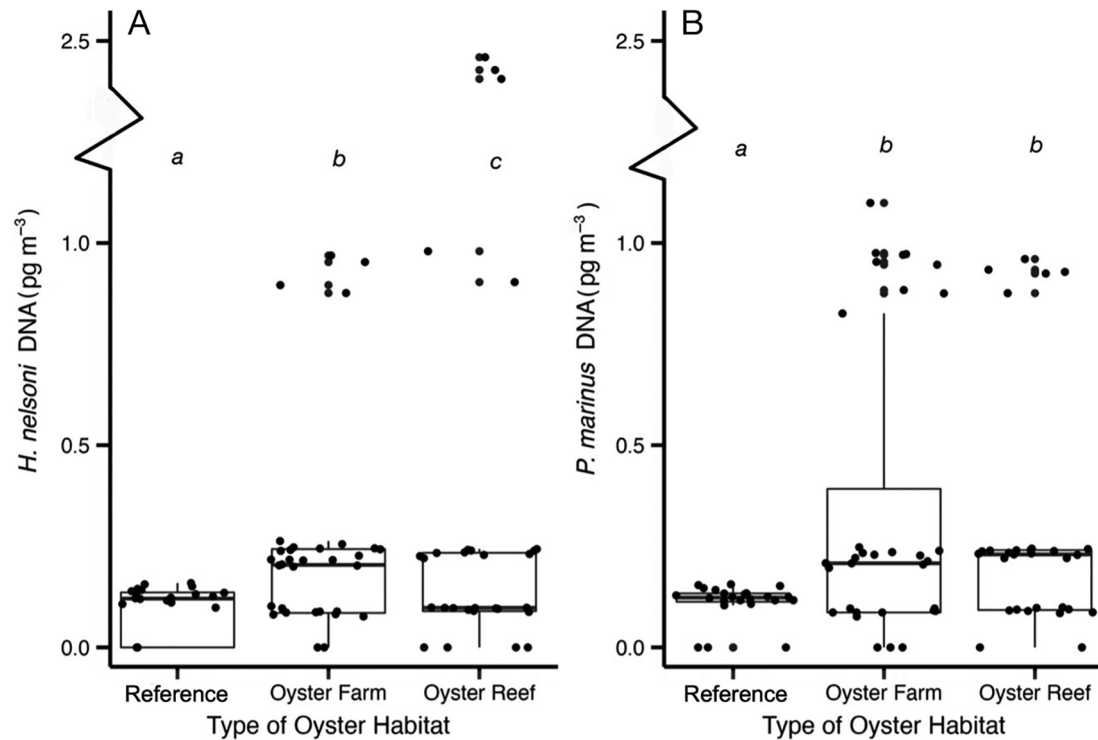 A
2.5
a
b
c
1.0
0.5
0.0
H. nelsoni DNA (pg m−3)
Reference
Oyster Farm
Oyster Reef
Type of Oyster Habitat
B
2.5
a
b
b
1.0
0.5
0.0
P. marinus DNA (pg m−3)
Reference
Oyster Farm
Oyster Reef
Type of Oyster Habitat